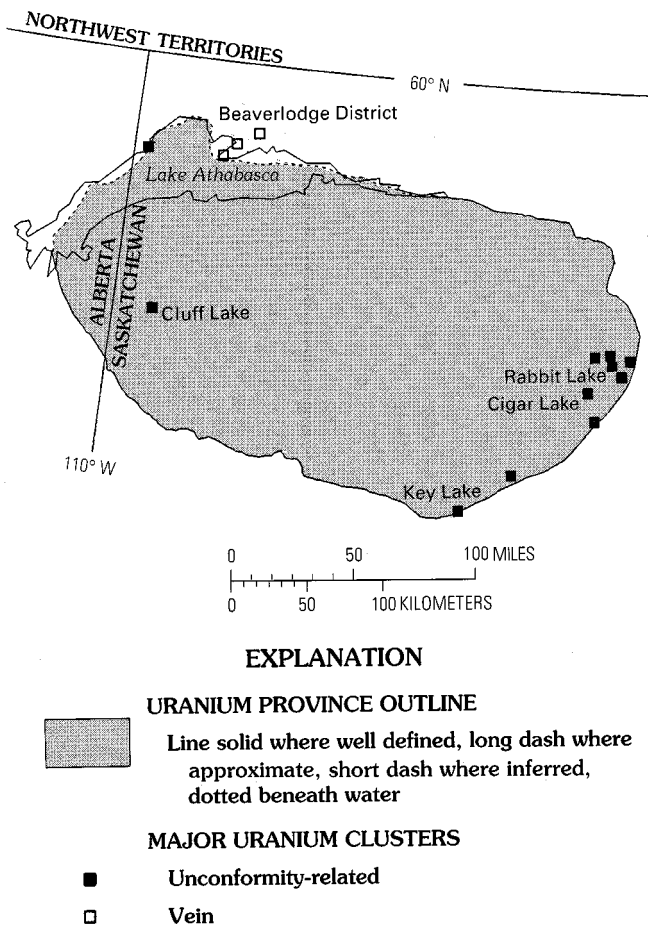 NORTHWEST TERRITORIES
60° N
Beaverlodge District
Lake Athabasca
ALBERTA
SASKATCHEWAN
Cluff Lake
Rabbit Lake
Cigar Lake
110° W
Key Lake
0 50 100 MILES
0 50 100 KILOMETERS
EXPLANATION
URANIUM PROVINCE OUTLINE
Line solid where well defined, long dash where
approximate, short dash where inferred,
dotted beneath water
MAJOR URANIUM CLUSTERS
Unconformity-related
Vein